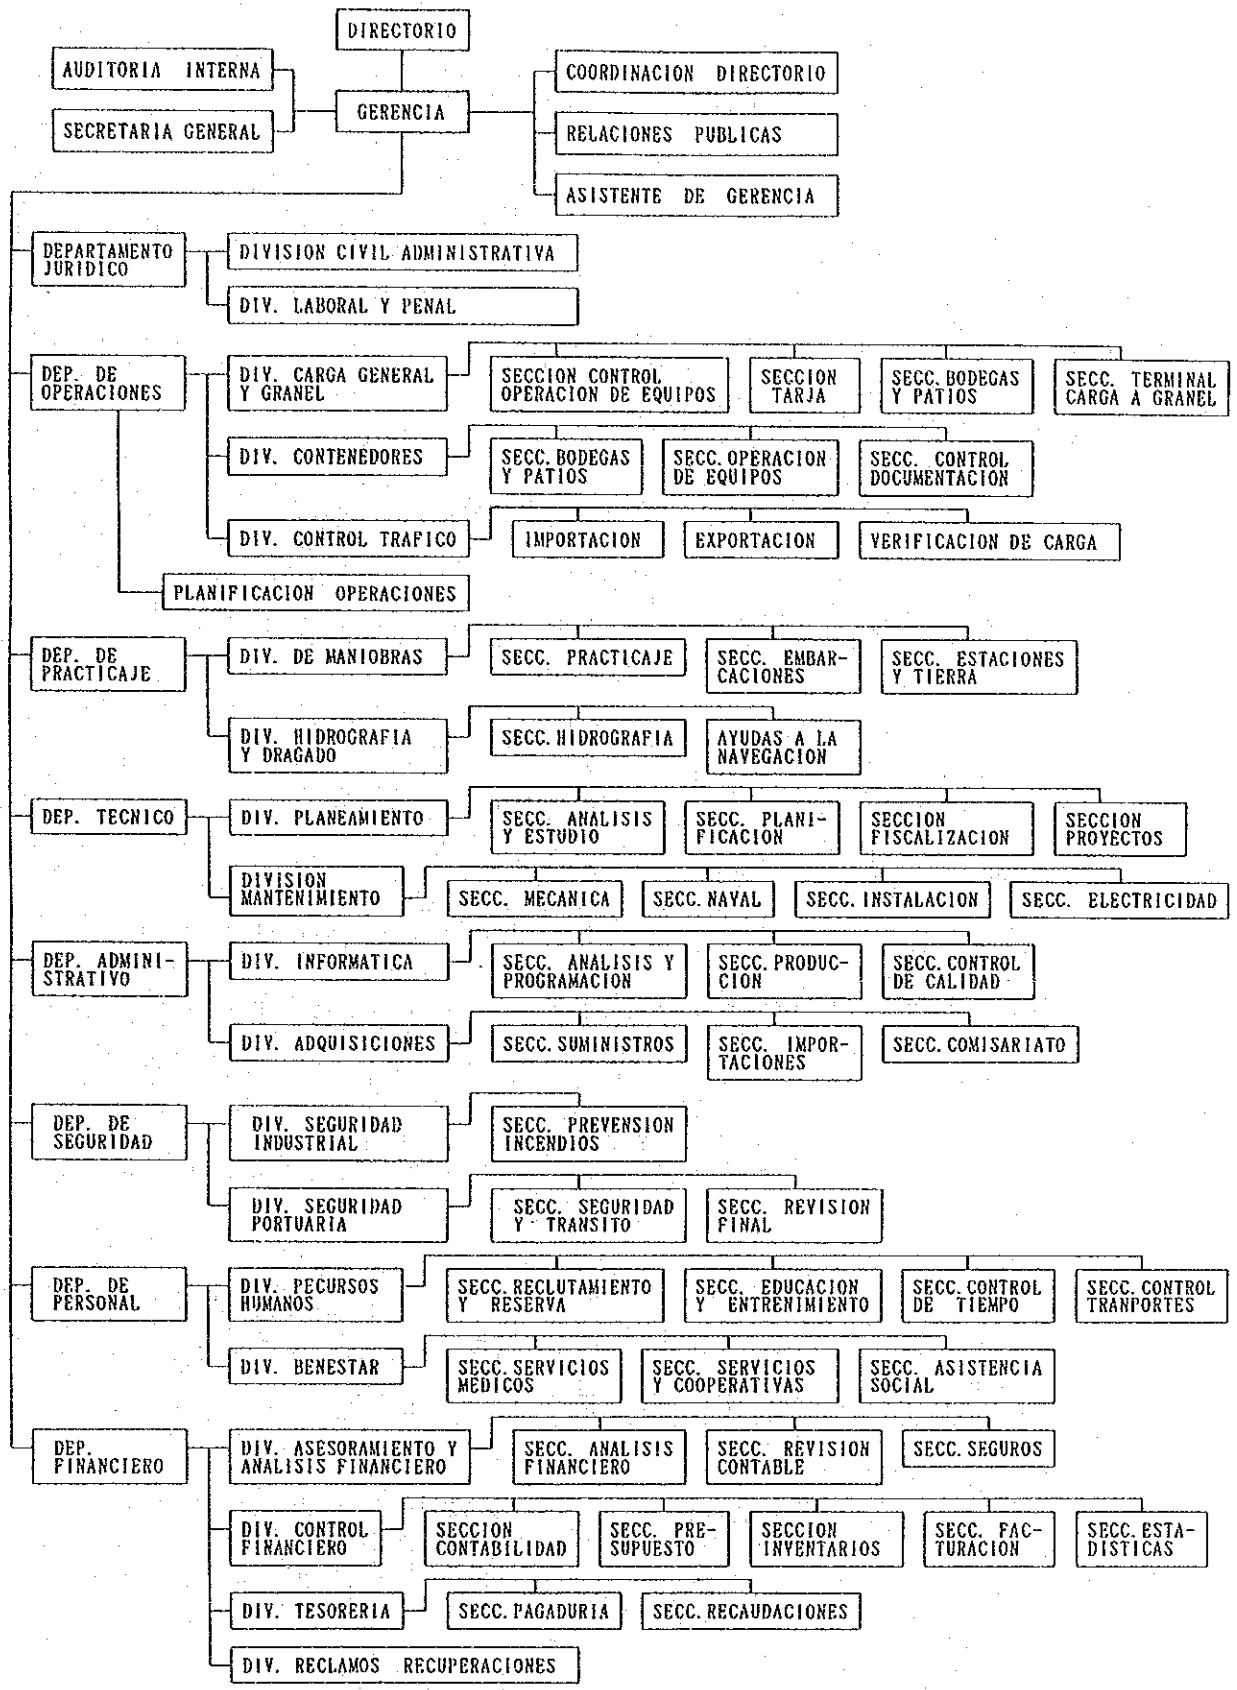 DIRECTORIO
AUDITORIA INTERNA
COORDINACION DIRECTORIO
GERENCIA
SECRETARIA GENERAL
RELACIONES PUBLICAS
ASISTENTE DE GERENCIA
DEPARTAMENTO
JURIDICO
DIVISION CIVIL ADMINISTRATIVA
DIV. LABORAL Y PENAL
DEP. DE
OPERACIONES
DIV. CARGA GENERAL
Y GRANEL
SECCION CONTROL
OPERACION DE EQUIPOS
SECCION
TARJA
SECC. BODEGAS
Y PATIOS
SECC. TERMINAL
CARGA A GRANEL
DIV. CONTENEDORES
SECC. BODEGAS
Y PATIOS
SECC. OPERACION
DE EQUIPOS
SECC. CONTROL
DOCUMENTACION
DIV. CONTROL TRAFICO
IMPORTACION
EXPORTACION
VERIFICACION DE CARGA
PLANIFICACION OPERACIONES
DEP. DE
PRACTICAJE
DIV. DE MANIOBRAS
SECC. PRACTICAJE
SECC. EMBAR-
CACIONES
SECC. ESTACIONES
Y TIERRA
DIV. HIDROGRAFIA
Y DRAGADO
SECC. HIDROGRAFIA
AYUDAS A LA
NAVEGACION
DEP. TECNICO
DIV. PLANEAMIENTO
SECC. ANALISIS
Y ESTUDIO
SECC. PLANI-
FICACION
SECCION
FISCALIZACION
SECCION
PROYECTOS
DIVISION
MANTENIMIENTO
SECC. MECANICA
SECC. NAVAL
SECC. INSTALACION
SECC. ELECTRICIDAD
DEP. ADMINI-
STRATIVO
DIV. INFORMATICA
SECC. ANALISIS Y
PROGRAMACION
SECC. PRODUC-
CION
SECC. CONTROL
DE CALIDAD
DIV. ADQUISICIONES
SECC. SUMINISTROS
SECC. IMPOR-
TACIONES
SECC. COMISARIATO
DEP. DE
SEGURIDAD
DIV. SEGURIDAD
INDUSTRIAL
SECC. PREVENSION
INCENDIOS
DIV. SEGURIDAD
PORTUARIA
SECC. SEGURIDAD
Y TRANSITO
SECC. REVISION
FINAL
DEP. DE
PERSONAL
DIV. PECURSOS
HUMANOS
SECC. RECLUTAMIENTO
Y RESERVA
SECC. EDUCACION
Y ENTRENIMIENTO
SECC. CONTROL
DE TIEMPO
SECC. CONTROL
TRANPORTES
DIV. BENESTAR
SECC. SERVICIOS
MEDICOS
SECC. SERVICIOS
Y COOPERATIVAS
SECC. ASISTENCIA
SOCIAL
DEP.
FINANCIERO
DIV. ASESORAMIENTO Y
ANALISIS FINANCIERO
SECC. ANALISIS
FINANCIERO
SECC. REVISION
CONTABLE
SECC. SEGUROS
DIV. CONTROL
FINANCIERO
SECCION
CONTABILIDAD
SECC. PRE-
SUPUESTO
SECCION
INVENTARIOS
SECC. FAC-
TURACION
SECC. ESTA-
DISTICAS
DIV. TESORERIA
SECC. PAGADURIA
SECC. RECAUDACIONES
DIV. RECLAMOS RECUPERACIONES